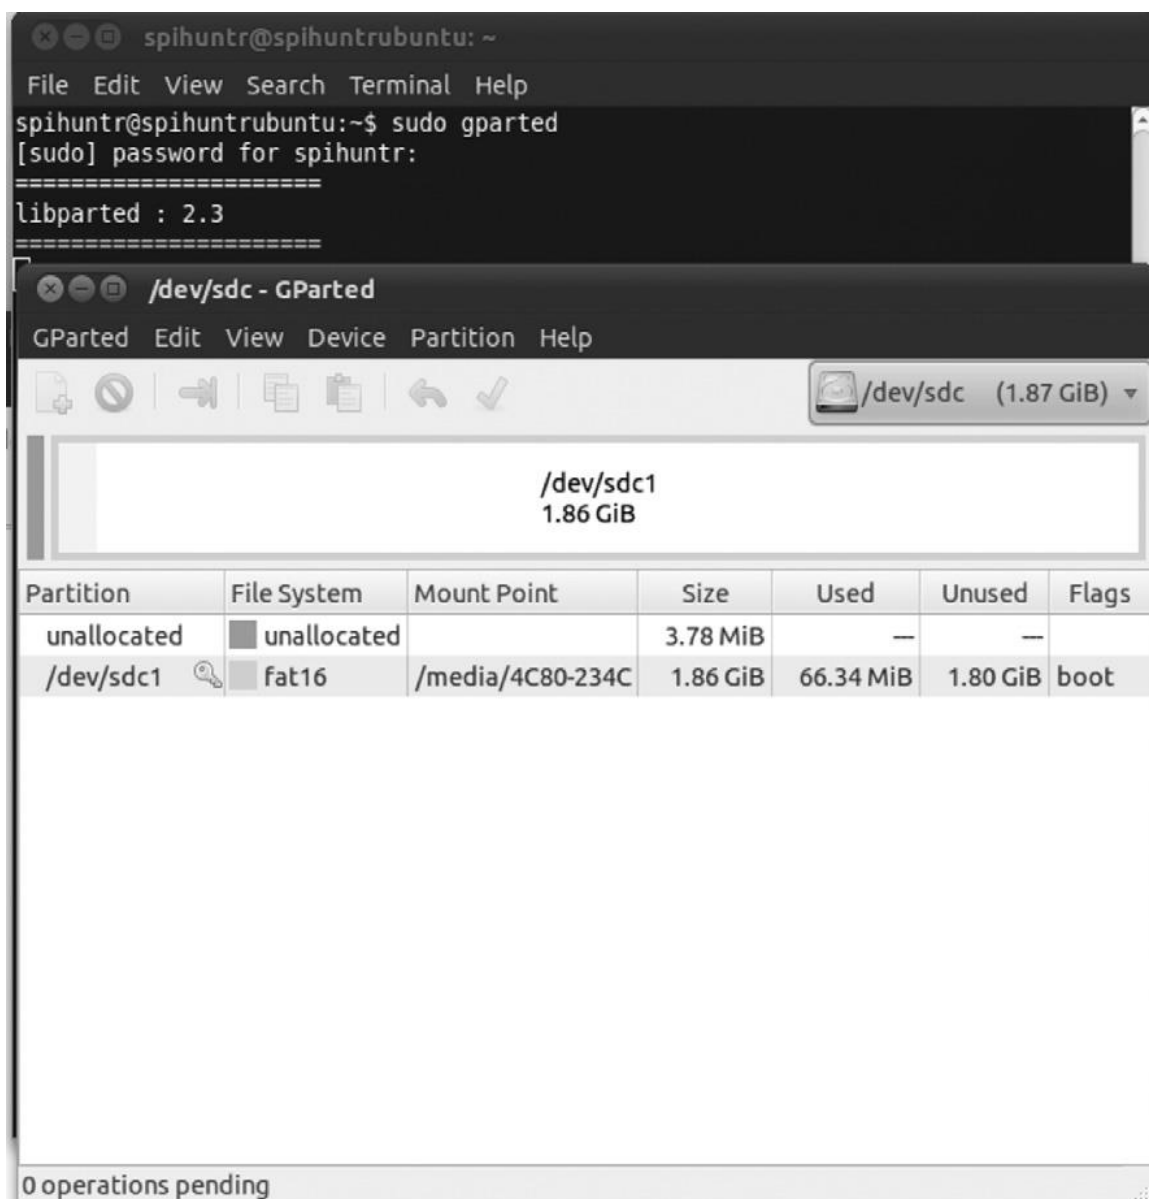 spihuntr@spihuntrubuntu: ~
File Edit View Search Terminal Help
spihuntr@spihuntrubuntu:~$ sudo gparted
[sudo] password for spihuntr:
======================
libparted : 2.3
======================
/dev/sdc - GParted
GParted Edit View Device Partition Help
/dev/sdc (1.87 GiB)
/dev/sdc1
1.86 GiB
Partition File System Mount Point Size Used Unused Flags
unallocated unallocated 3.78 MiB --- ---
/dev/sdc1 fat16 /media/4C80-234C 1.86 GiB 66.34 MiB 1.80 GiB boot
0 operations pending